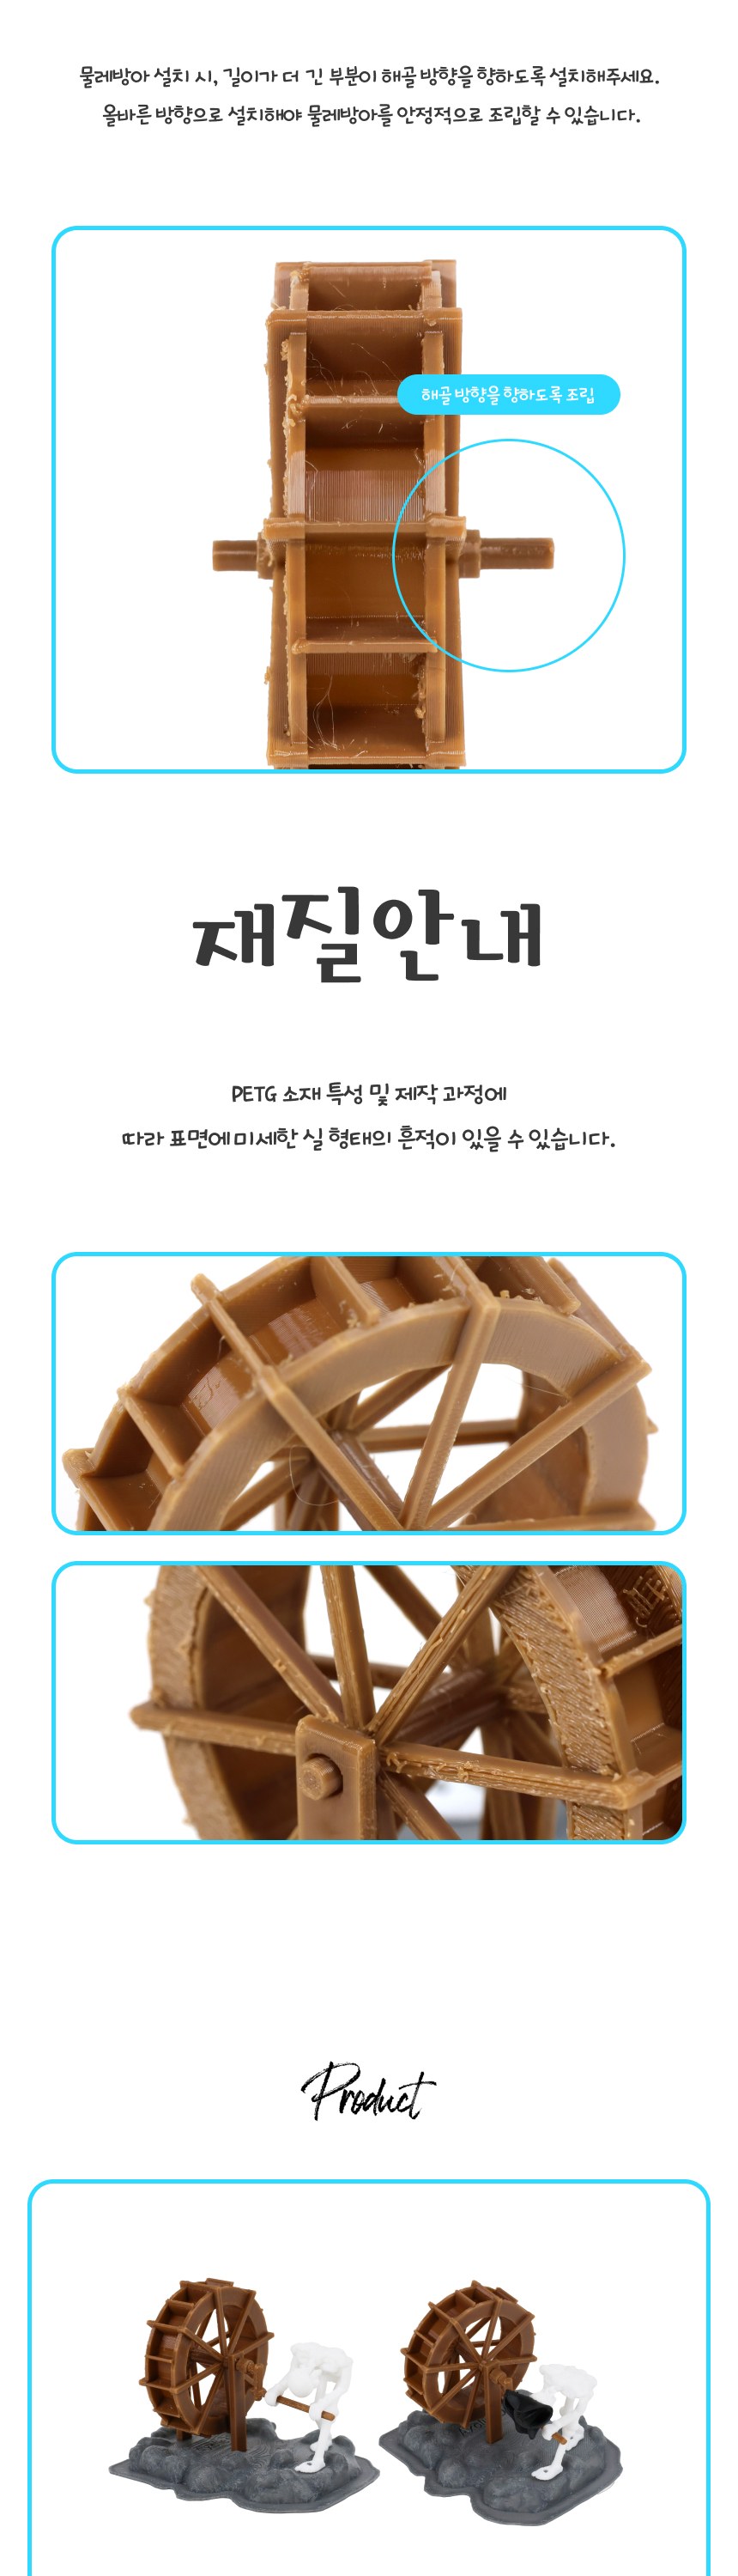 물레방아 설치 시, 길이가 더 긴 부분이 해골 방향을 향하도록 설치해주세요.
올바른 방향으로 설치해야 물레방아를 안정적으로 조립할 수 있습니다.
해골 방향을 향하도록 조립
재질안내
PETG 소재 특성 및 제작 과정에
따라 표면에 미세한 실 형태의 흔적이 있을 수 있습니다.
Product